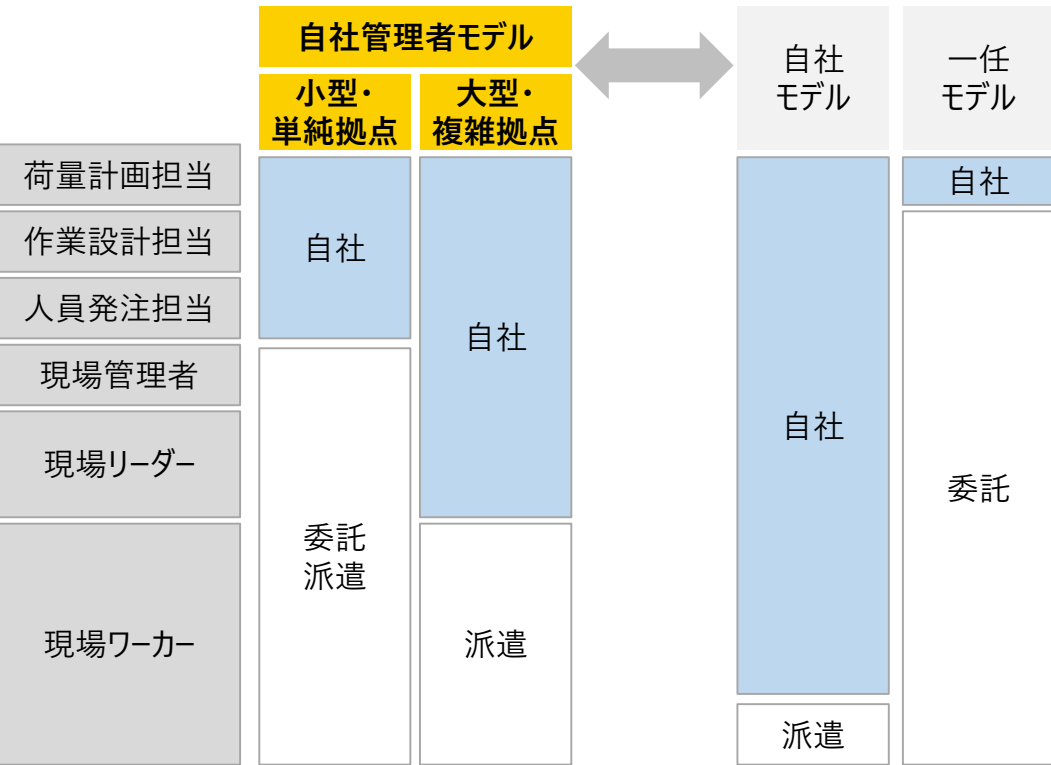 自社管理者モデル
小型・
単純拠点
大型・
複雑拠点
自社
モデル
一任
モデル
荷量計画担当
作業設計担当
人員発注担当
現場管理者
現場リーダー
現場ワーカー
自社
委託
派遣
自社
派遣
自社
派遣
自社
委託